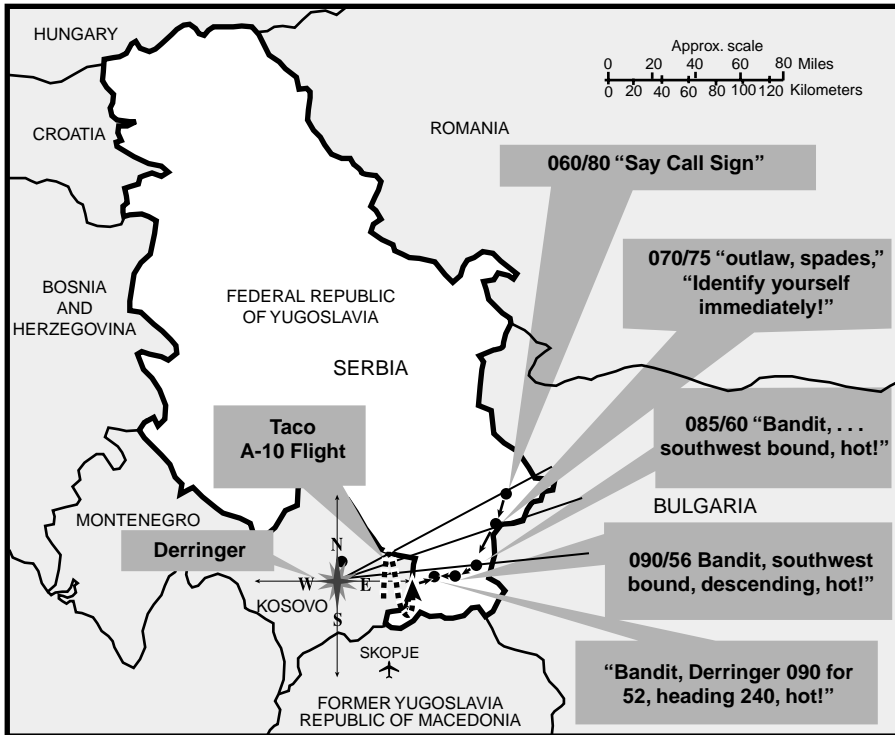 HUNGARY
Approx. scale
0 20 40 60 80 Miles
0 20 40 60 80 100 120 Kilometers
CROATIA
ROMANIA
060/80 “Say Call Sign”
070/75 “outlaw, spades,”
“Identify yourself
immediately!”
BOSNIA
AND
HERZEGOVINA
FEDERAL REPUBLIC
OF YUGOSLAVIA
SERBIA
Taco
A-10 Flight
085/60 “Bandit, . . .
southwest bound, hot!”
BULGARIA
MONTENEGRO
Derringer
N
W
E
S
KOSOVO
090/56 Bandit, southwest
bound, descending, hot!”
SKOPJE
“Bandit, Derringer 090 for
52, heading 240, hot!”
FORMER YUGOSLAVIA
REPUBLIC OF MACEDONIA